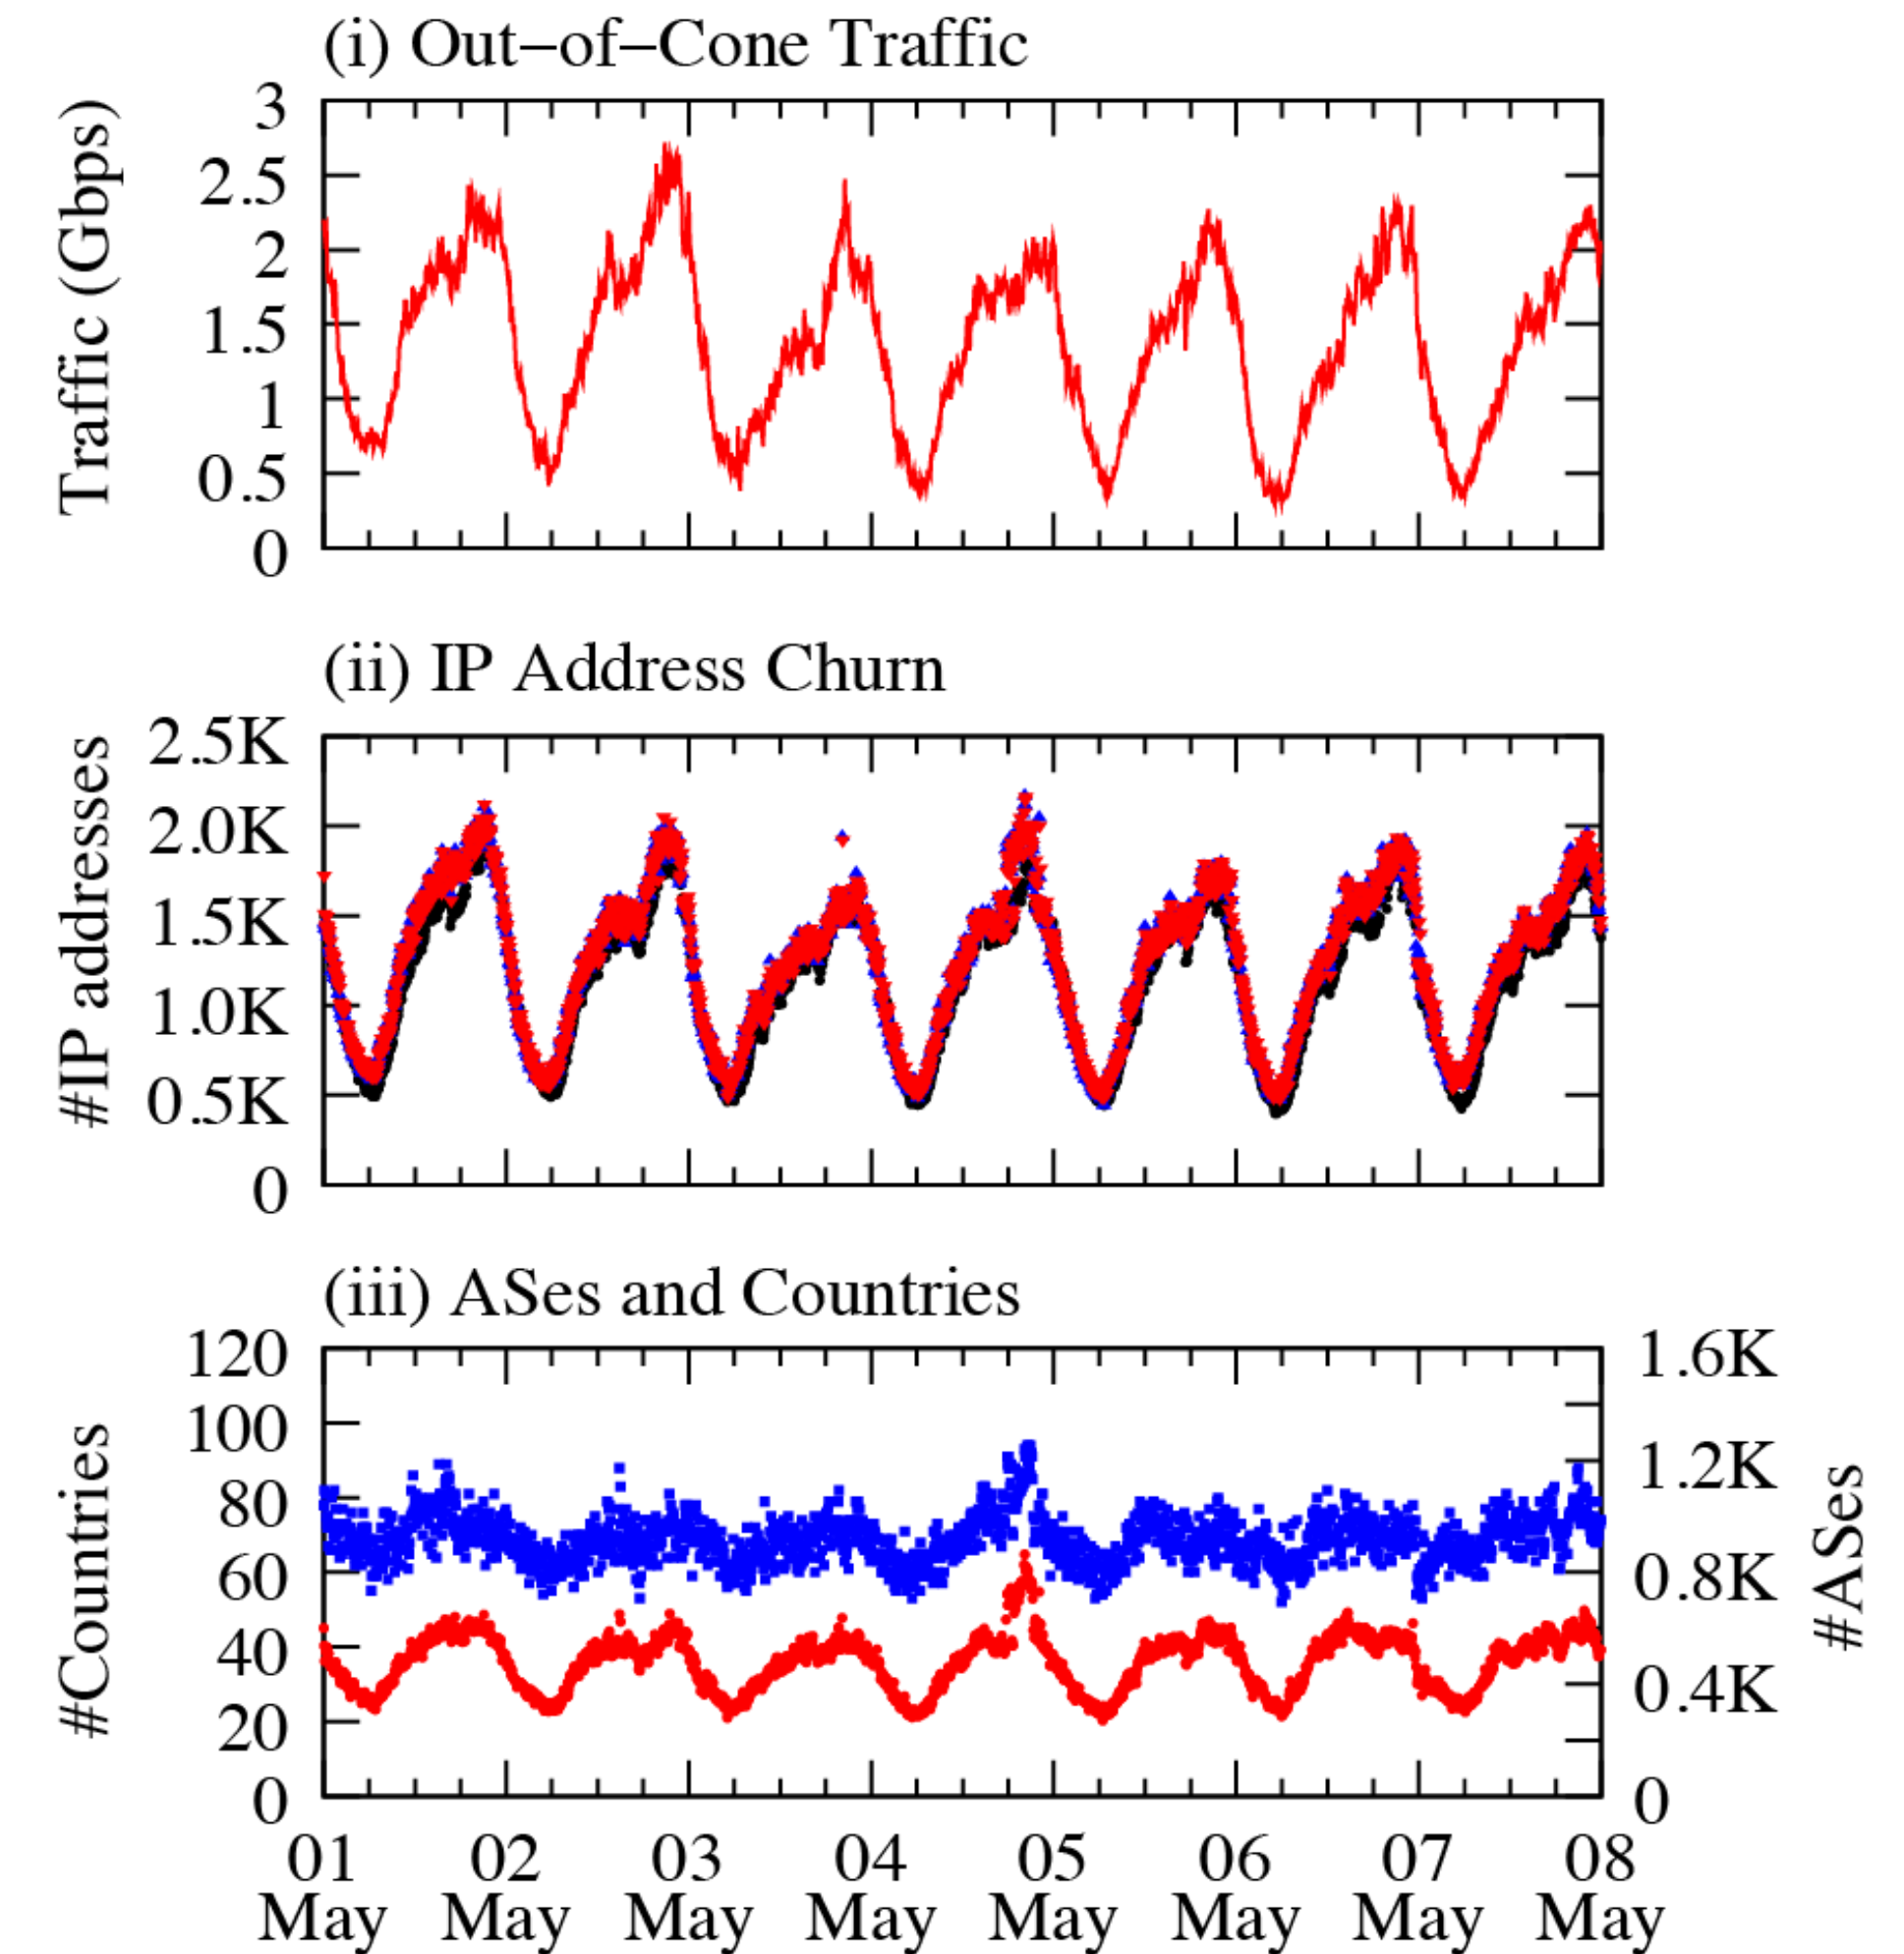 (i) Out–of–Cone Traffic
Traffic (Gbps)
3
2.5
2
1.5
1
0.5
0
(ii) IP Address Churn
#IP addresses
2.5K
2.0K
1.5K
1.0K
0.5K
0
(iii) ASes and Countries
#Countries
120
100
80
60
40
20
0
1.6K
1.2K
0.8K
0.4K
0
#ASes
01 02 03 04 05 06 07 08
May May May May May May May May